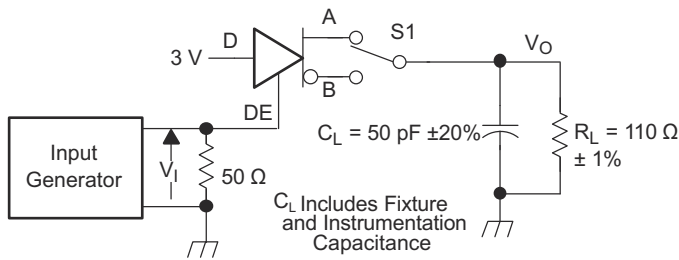 A
S1
D
3 V
V_O
B
DE
C_L = 50 pF ±20%
R_L = 110 Ω
± 1%
Input
Generator
V_I
50 Ω
C_L Includes Fixture
and Instrumentation
Capacitance